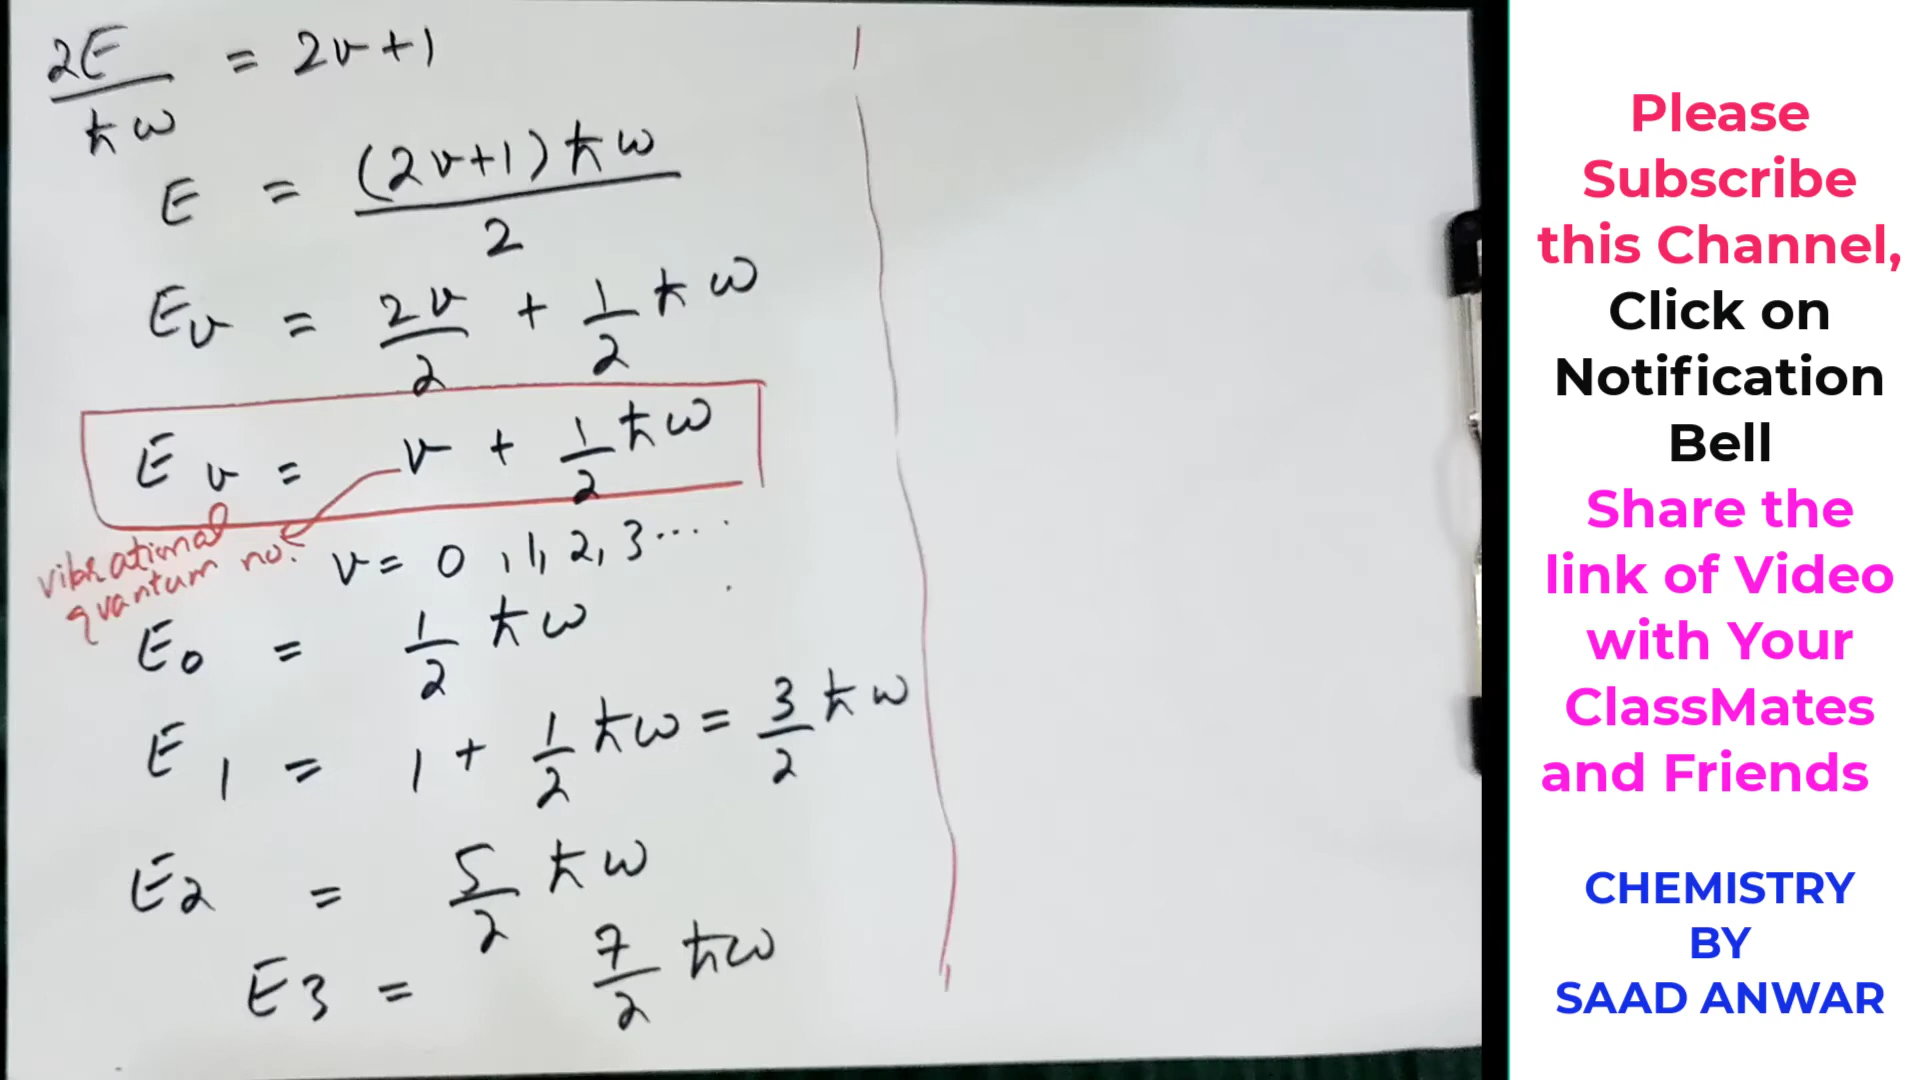 2E/ħω = 2v+1
E = (2v+1)ħω/2
Ev = 2v/2 + 1/2 ħω
Ev = v + 1/2 ħω
vibrational quantum no.
v = 0, 1, 2, 3 ....
E0 = 1/2 ħω
E1 = 1 + 1/2 ħω = 3/2 ħω
E2 = 5/2 ħω
E3 = 7/2 ħω
Please
Subscribe
this Channel,
Click on
Notification
Bell
Share the
link of Video
with Your
ClassMates
and Friends
CHEMISTRY
BY
SAAD ANWAR